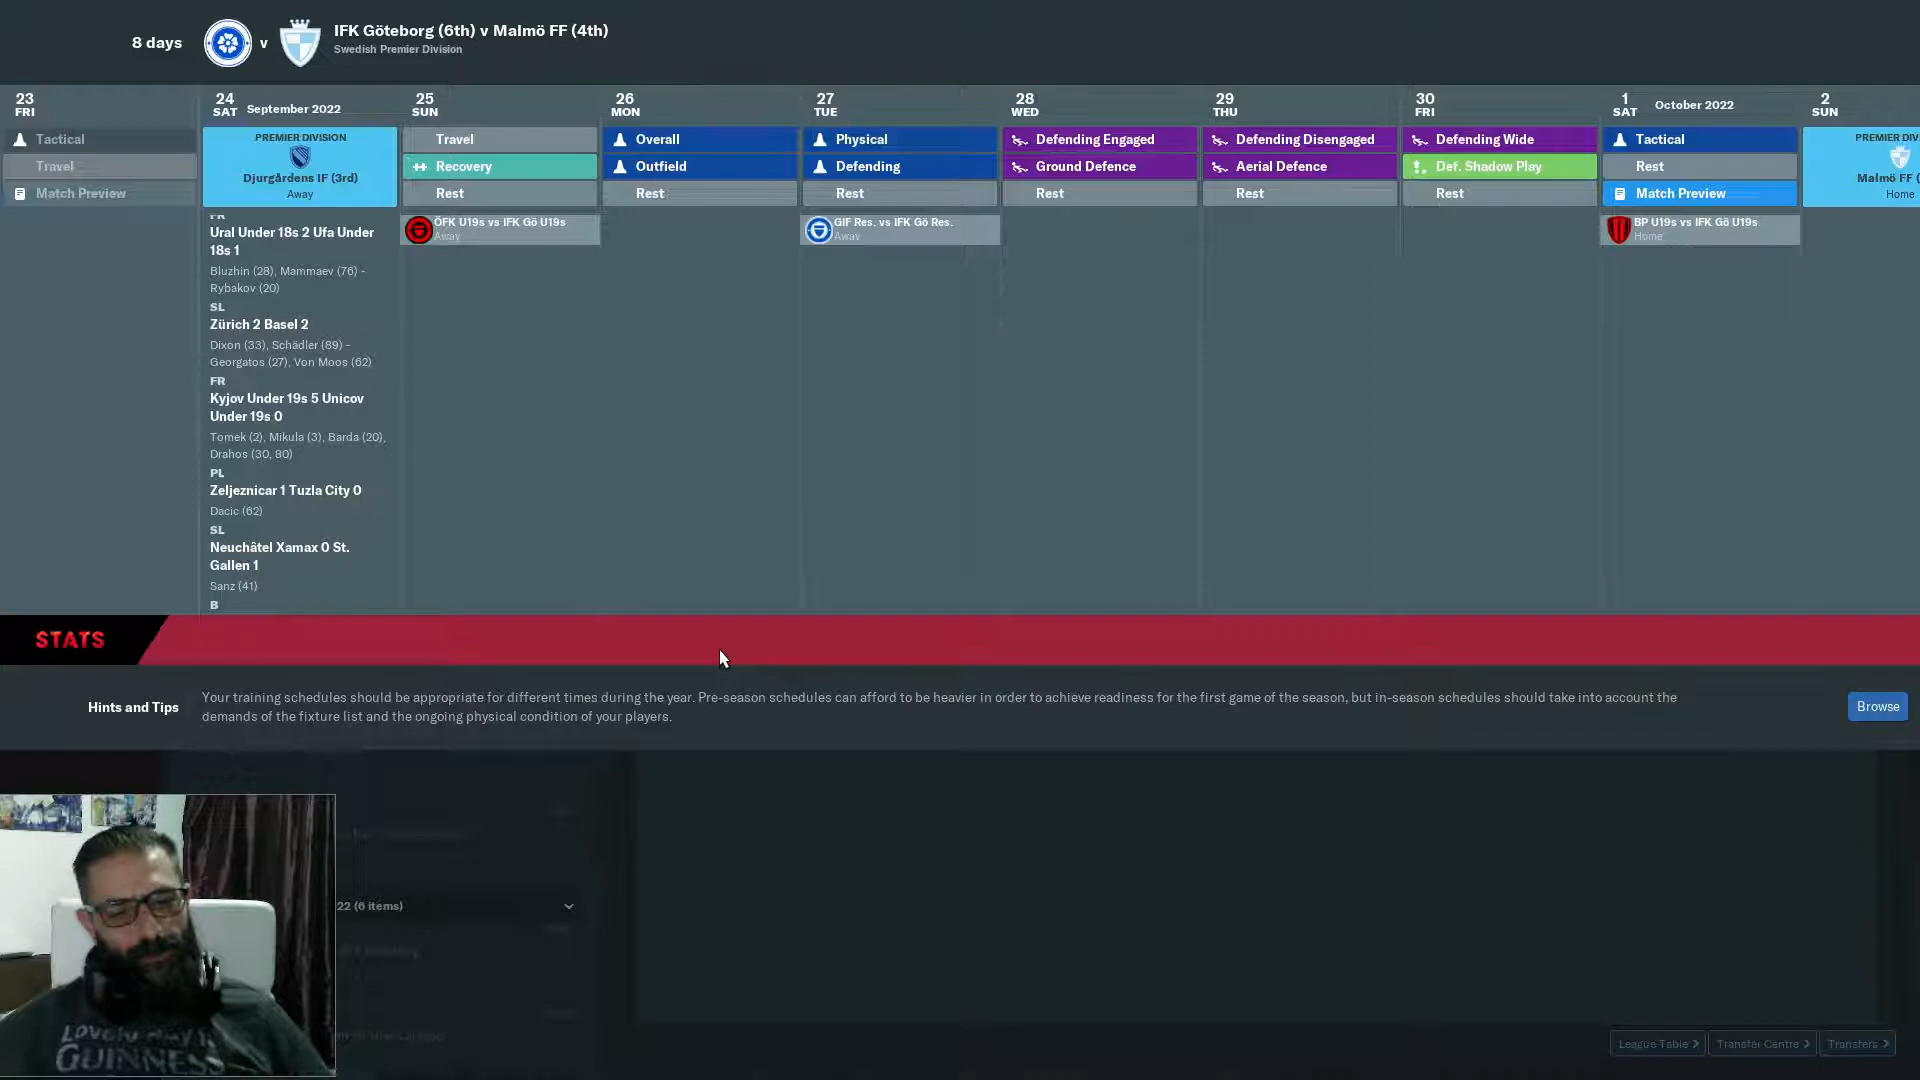 8 days
v
IFK Göteborg (6th) v Malmö FF (4th)
Swedish Premier Division
23
FRI
Tactical
Travel
Match Preview
24
SAT
September 2022
PREMIER DIVISION
Djurgårdens IF (3rd)
Away
FR
Ural Under 18s 2 Ufa Under
18s 1
Bluzhin (28), Mammaev (76) -
Rybakov (20)
SL
Zürich 2 Basel 2
Dixon (33), Schädler (89) -
Georgatos (27), Von Moos (62)
FR
Kyjov Under 19s 5 Unicov
Under 19s 0
Tomek (2), Mikula (3), Barda (20),
Drahos (30, 80)
PL
Zeljeznicar 1 Tuzla City 0
Dacic (62)
SL
Neuchâtel Xamax 0 St.
Gallen 1
Sanz (41)
B
25
SUN
Travel
Recovery
Rest
ÖFK U19s vs IFK Gö U19s
Away
26
MON
Overall
Outfield
Rest
27
TUE
Physical
Defending
Rest
GIF Res. vs IFK Gö Res.
Away
28
WED
Defending Engaged
Ground Defence
Rest
29
THU
Defending Disengaged
Aerial Defence
Rest
30
FRI
Defending Wide
Def. Shadow Play
Rest
1
SAT
October 2022
Tactical
Rest
Match Preview
BP U19s vs IFK Gö U19s
Home
2
SUN
PREMIER DIV
Malmö FF (
Home
STATS
Hints and Tips
Your training schedules should be appropriate for different times during the year. Pre-season schedules can afford to be heavier in order to achieve readiness for the first game of the season, but in-season schedules should take into account the
demands of the fixture list and the ongoing physical condition of your players.
Browse
22 (6 items)
League Table
Transfer Centre
Transfers
GUINNESS